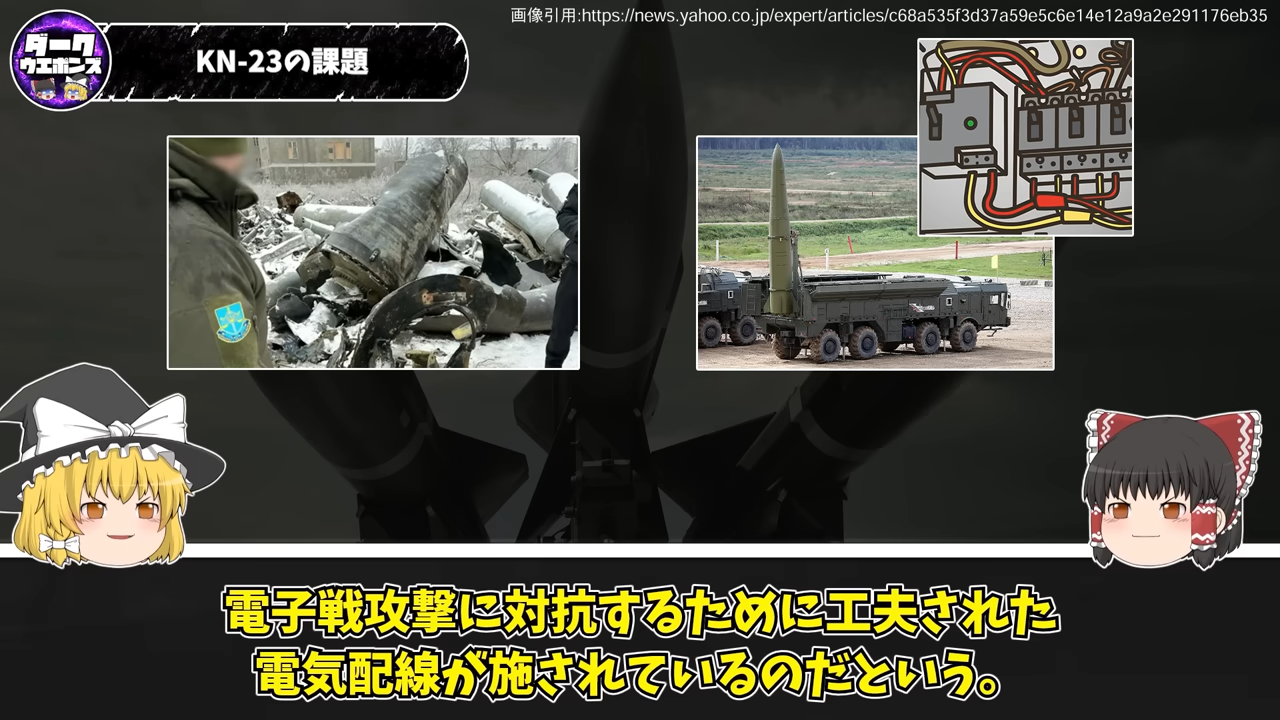 画像引用:https://news.yahoo.co.jp/expert/articles/c68a535f3d37a59e5c6e14e12a9a2e291176eb35
ダーク
ウエポンズ
KN-23の課題
電子戦攻撃に対抗するために工夫された
電気配線が施されているのだという。